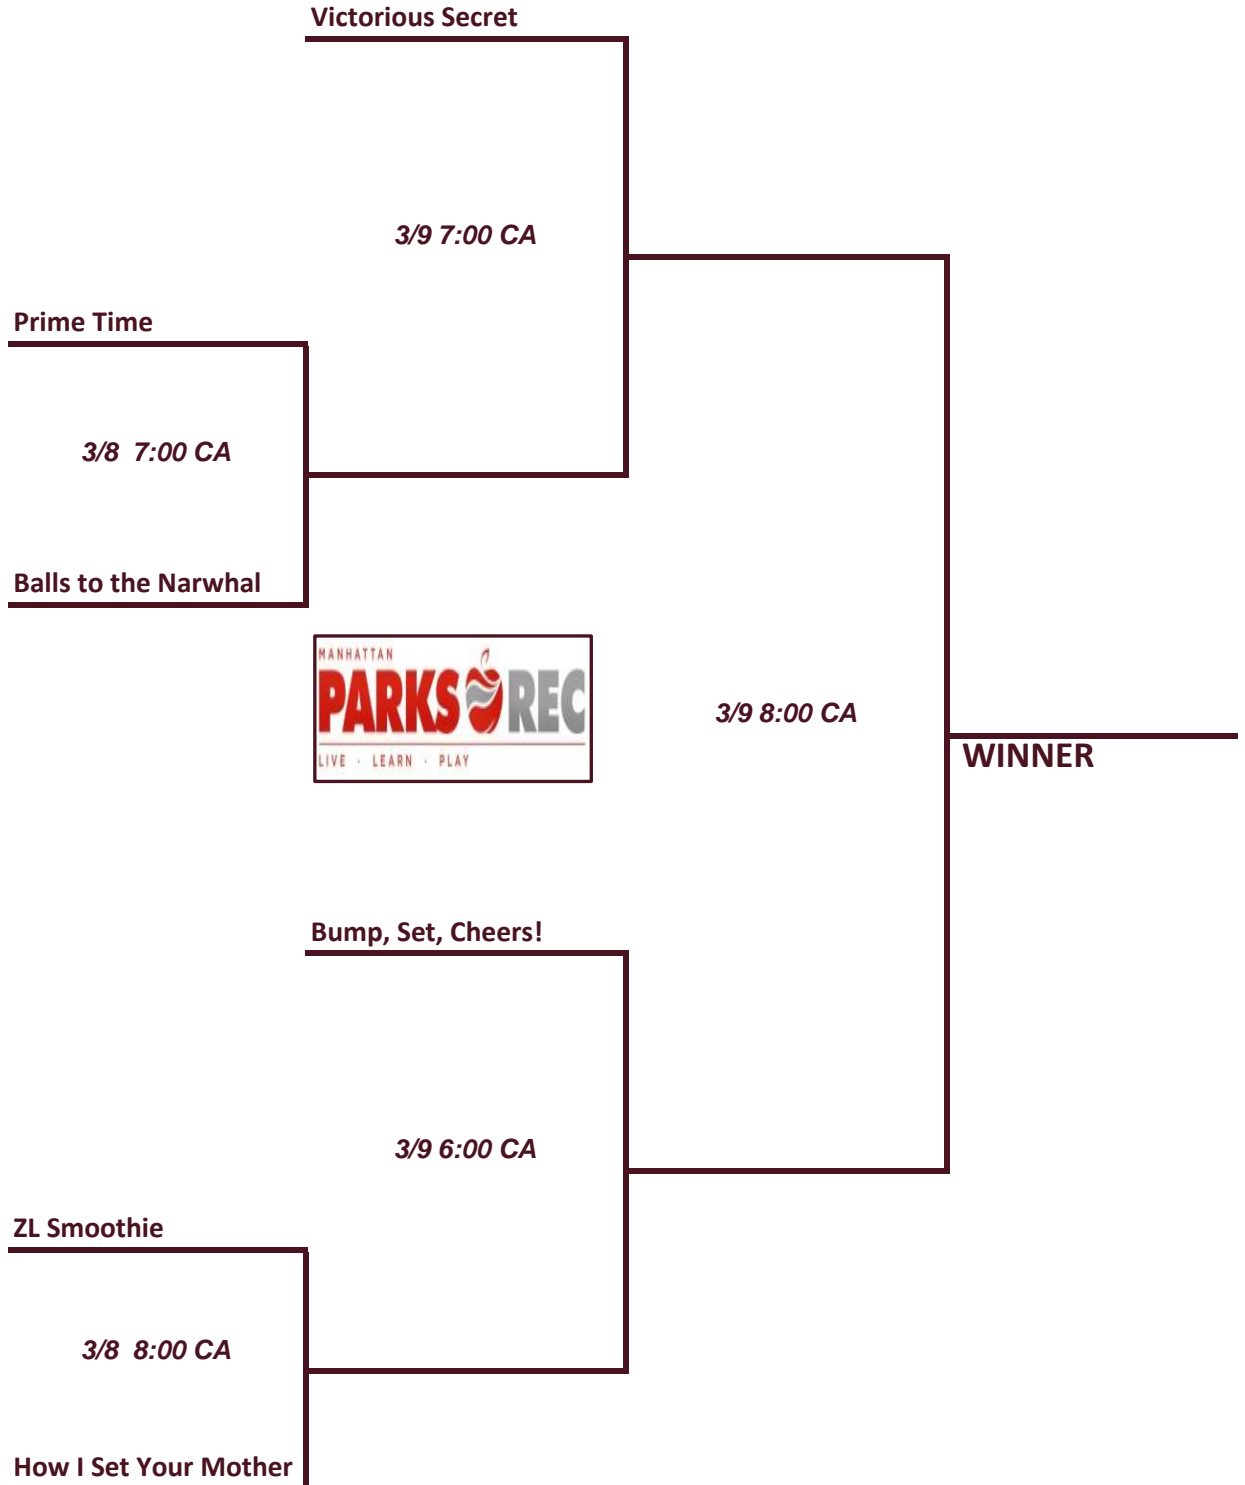 Victorious Secret
3/9 7:00 CA
Prime Time
3/8  7:00 CA
Balls to the Narwhal
MANHATTAN
PARKS REC
LIVE · LEARN · PLAY
3/9 8:00 CA
WINNER
Bump, Set, Cheers!
3/9 6:00 CA
ZL Smoothie
3/8  8:00 CA
How I Set Your Mother